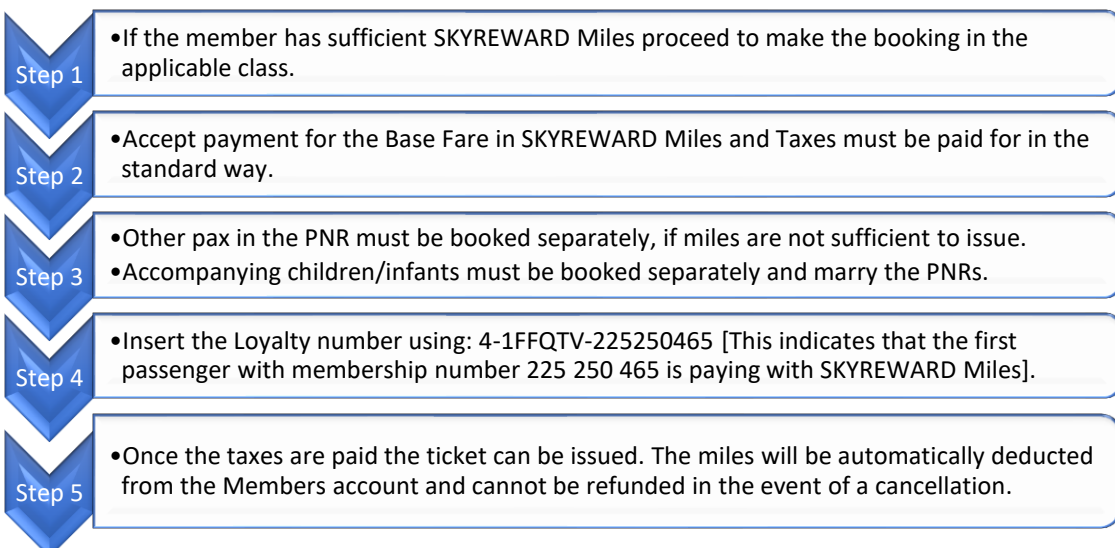 Step 1
•If the member has sufficient SKYREWARD Miles proceed to make the booking in the
applicable class.
Step 2
•Accept payment for the Base Fare in SKYREWARD Miles and Taxes must be paid for in the
standard way.
Step 3
•Other pax in the PNR must be booked separately, if miles are not sufficient to issue.
•Accompanying children/infants must be booked separately and marry the PNRs.
Step 4
•Insert the Loyalty number using: 4-1FFQTV-225250465 [This indicates that the first
passenger with membership number 225 250 465 is paying with SKYREWARD Miles].
Step 5
•Once the taxes are paid the ticket can be issued. The miles will be automatically deducted
from the Members account and cannot be refunded in the event of a cancellation.